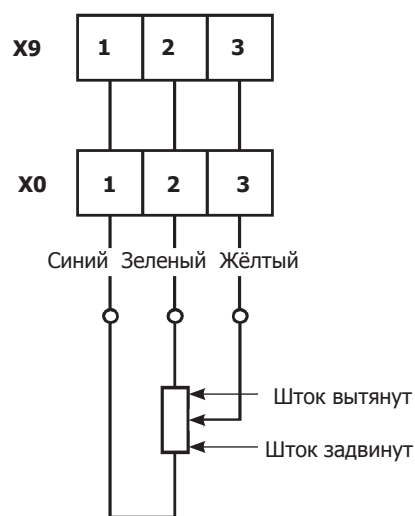 X9 1 2 3
X0 1 2 3
Синий Зеленый Жёлтый
Шток вытянут
Шток задвинут